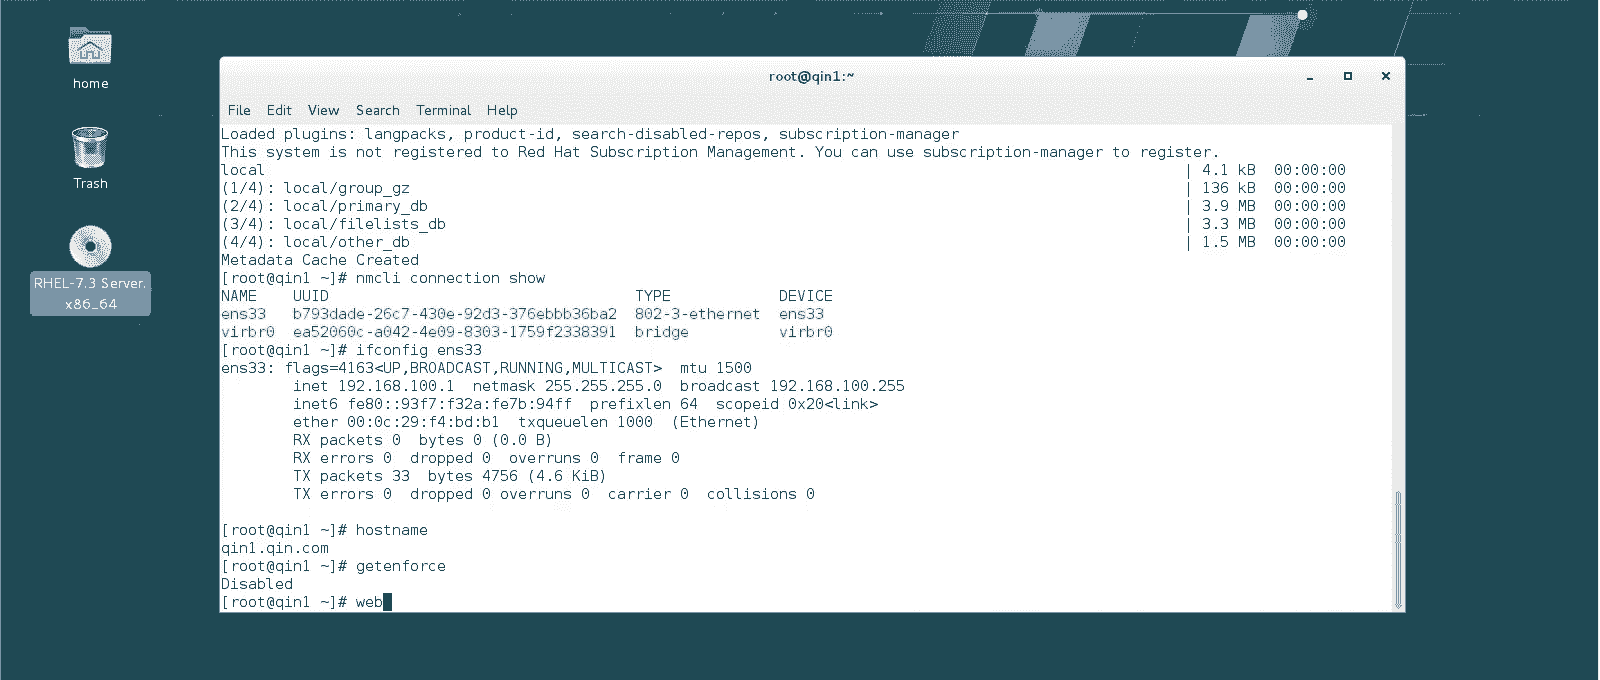 home
Trash
RHEL-7.3 Server.
x86_64
root@qin1:~
File Edit View Search Terminal Help
Loaded plugins: langpacks, product-id, search-disabled-repos, subscription-manager
This system is not registered to Red Hat Subscription Management. You can use subscription-manager to register.
local | 4.1 kB 00:00:00
(1/4): local/group_gz | 136 kB 00:00:00
(2/4): local/primary_db | 3.9 MB 00:00:00
(3/4): local/filelists_db | 3.3 MB 00:00:00
(4/4): local/other_db | 1.5 MB 00:00:00
Metadata Cache Created
[root@qin1 ~]# nmcli connection show
NAME UUID TYPE DEVICE
ens33 b793dade-26c7-430e-92d3-376ebbb36ba2 802-3-ethernet ens33
virbr0 ea52060c-a042-4e09-8303-1759f2338391 bridge virbr0
[root@qin1 ~]# ifconfig ens33
ens33: flags=4163<UP,BROADCAST,RUNNING,MULTICAST> mtu 1500
inet 192.168.100.1 netmask 255.255.255.0 broadcast 192.168.100.255
inet6 fe80::93f7:f32a:fe7b:94ff prefixlen 64 scopeid 0x20<link>
ether 00:0c:29:f4:bd:b1 txqueuelen 1000 (Ethernet)
RX packets 0 bytes 0 (0.0 B)
RX errors 0 dropped 0 overruns 0 frame 0
TX packets 33 bytes 4756 (4.6 KiB)
TX errors 0 dropped 0 overruns 0 carrier 0 collisions 0
[root@qin1 ~]# hostname
qin1.qin.com
[root@qin1 ~]# getenforce
Disabled
[root@qin1 ~]# web